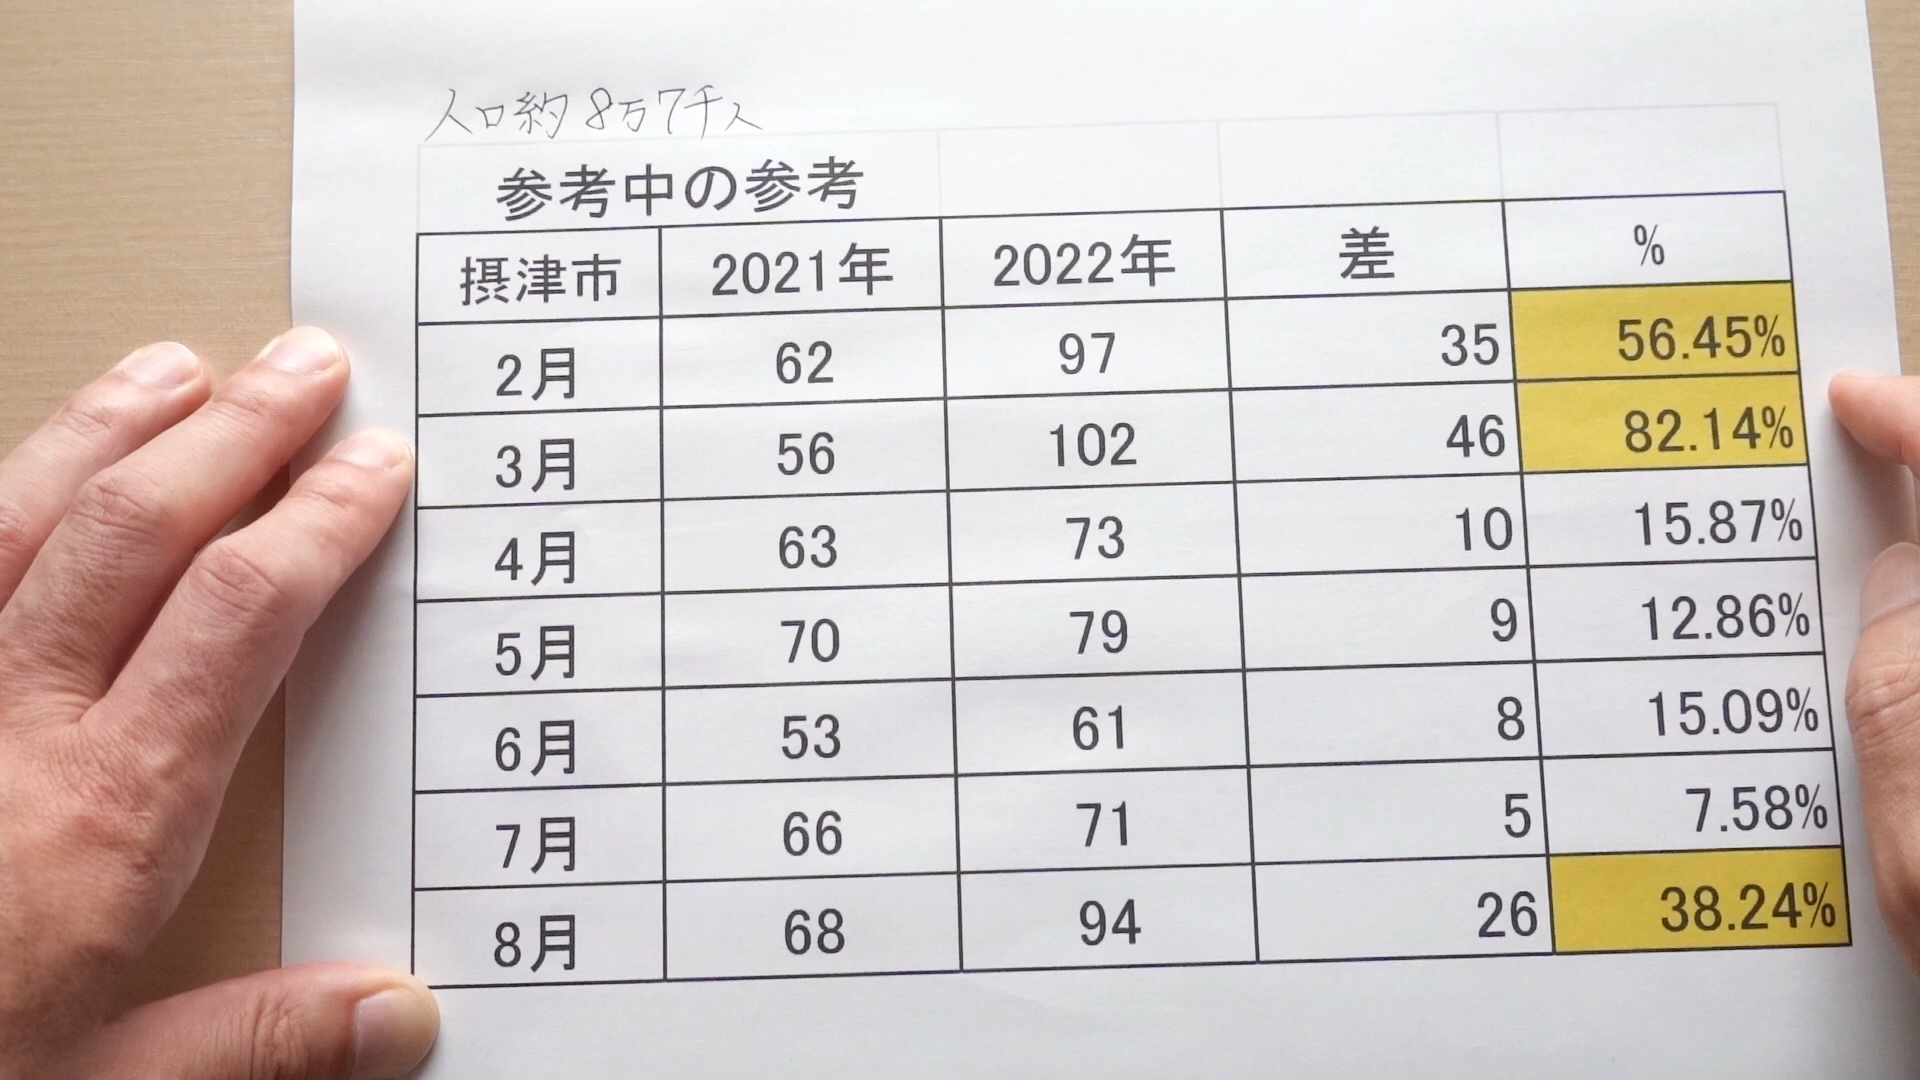 人口約8万7千人
参考中の参考
摂津市 2021年 2022年 差 %
2月 62 97 35 56.45%
3月 56 102 46 82.14%
4月 63 73 10 15.87%
5月 70 79 9 12.86%
6月 53 61 8 15.09%
7月 66 71 5 7.58%
8月 68 94 26 38.24%